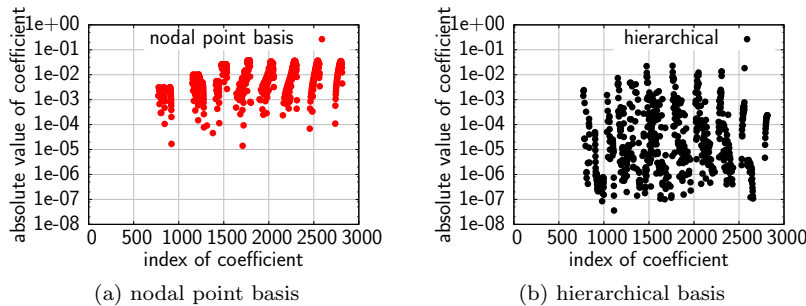 absolute value of coefficient
1e+00
1e-01
1e-02
1e-03
1e-04
1e-05
1e-06
1e-07
1e-08
nodal point basis
0 500 1000 1500 2000 2500 3000
index of coefficient
(a) nodal point basis
absolute value of coefficient
1e+00
1e-01
1e-02
1e-03
1e-04
1e-05
1e-06
1e-07
1e-08
hierarchical
0 500 1000 1500 2000 2500 3000
index of coefficient
(b) hierarchical basis